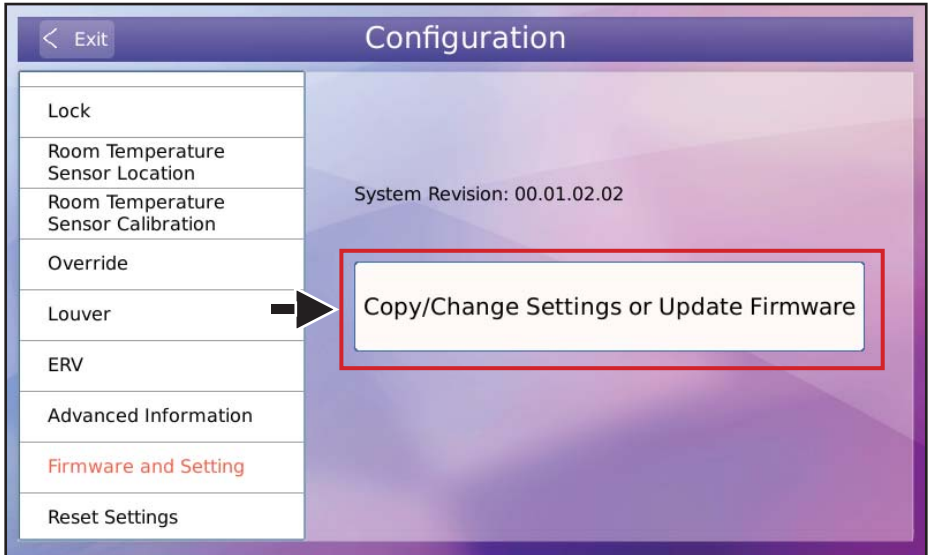 Exit
Configuration
Lock
Room Temperature
Sensor Location
Room Temperature
Sensor Calibration
Override
Louver
ERV
Advanced Information
Firmware and Setting
Reset Settings
System Revision: 00.01.02.02
Copy/Change Settings or Update Firmware